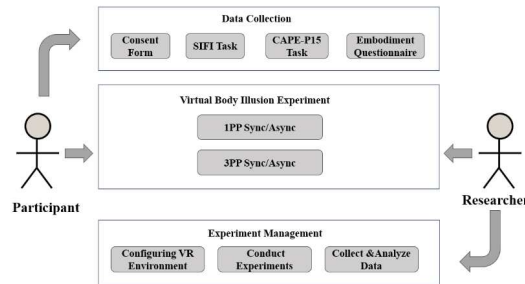 Data Collection
Consent
Form
SIFI Task
CAPE-P15
Task
Embodiment
Questionnaire
Virtual Body Illusion Experiment
1PP Sync/Async
3PP Sync/Async
Participant
Researcher
Experiment Management
Configuring VR
Environment
Conduct
Experiments
Collect &Analyze
Data